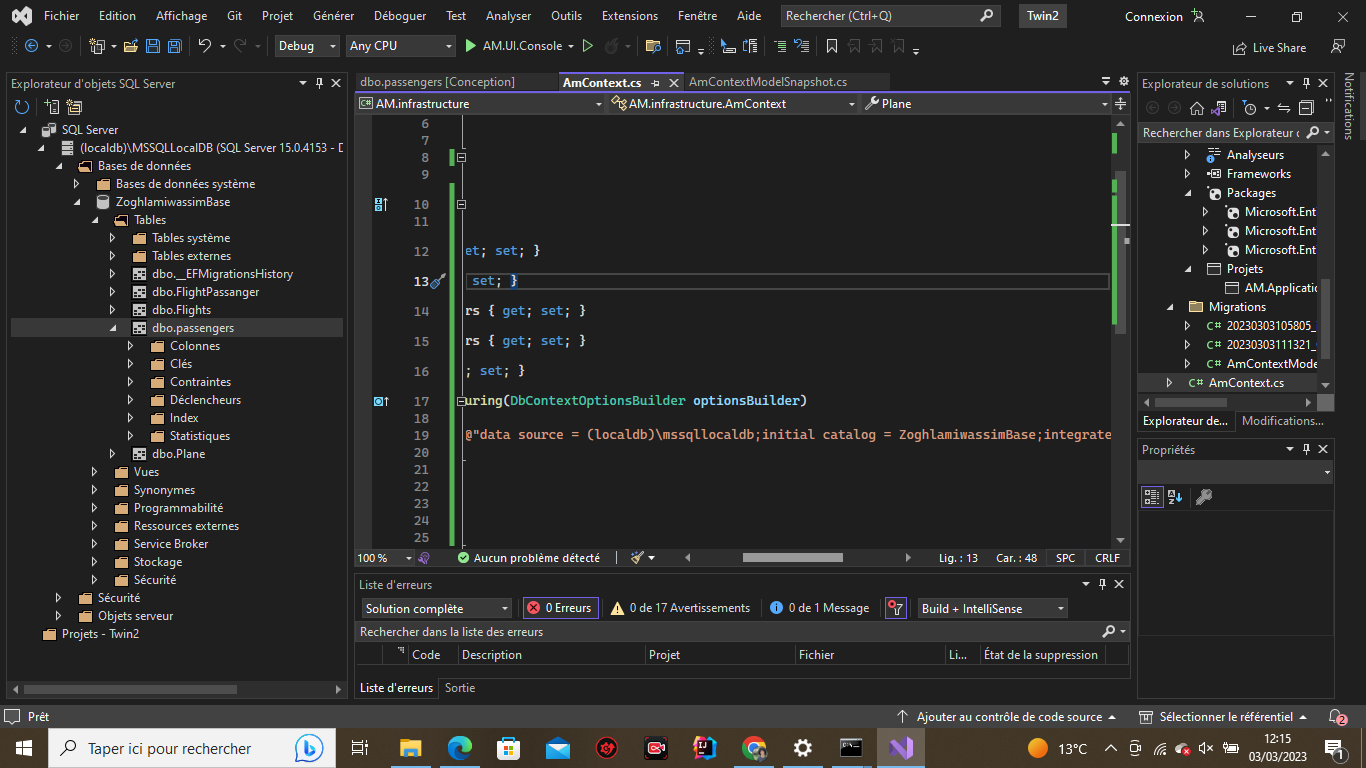 Fichier Edition Affichage Git Projet Générer Déboguer Test Analyser Outils Extensions Fenêtre Aide Rechercher (Ctrl+Q) Twin2 Connexion
Debug Any CPU AM.UI.Console Live Share
Explorateur d'objets SQL Server
SQL Server
(localdb)\MSSQLLocalDB (SQL Server 15.0.4153 - D
Bases de données
Bases de données système
ZoghlamiwassimBase
Tables
Tables système
Tables externes
dbo.__EFMigrationsHistory
dbo.FlightPassanger
dbo.Flights
dbo.passengers
Colonnes
Clés
Contraintes
Déclencheurs
Index
Statistiques
dbo.Plane
Vues
Synonymes
Programmabilité
Ressources externes
Service Broker
Stockage
Sécurité
Sécurité
Objets serveur
Projets - Twin2
dbo.passengers [Conception] AmContext.cs AmContextModelSnapshot.cs
AM.infrastructure AM.infrastructure.AmContext Plane
6
7
8
9
10
11
12 et; set; }
13 set; }
14 rs { get; set; }
15 rs { get; set; }
16 ; set; }
17 uring(DbContextOptionsBuilder optionsBuilder)
18
19 @"data source = (localdb)\mssqllocaldb;initial catalog = ZoghlamiwassimBase;integrate
20
21
22
23
24
25
100 % Aucun problème détecté Lig. : 13 Car. : 48 SPC CRLF
Liste d'erreurs
Solution complète 0 Erreurs 0 de 17 Avertissements 0 de 1 Message Build + IntelliSense
Rechercher dans la liste des erreurs
Code Description Projet Fichier Li... État de la suppression
Liste d'erreurs Sortie
Explorateur de solutions
Rechercher dans Explorateur d
Analyseurs
Frameworks
Packages
Microsoft.Ent
Microsoft.Ent
Microsoft.Ent
Projets
AM.Applicatio
Migrations
C# 20230303105805_
C# 20230303111321_
C# AmContextMode
C# AmContext.cs
Explorateur de... Modifications...
Propriétés
Notifications
Prêt Ajouter au contrôle de code source Sélectionner le référentiel 2
Taper ici pour rechercher 13°C 12:15
03/03/2023 1